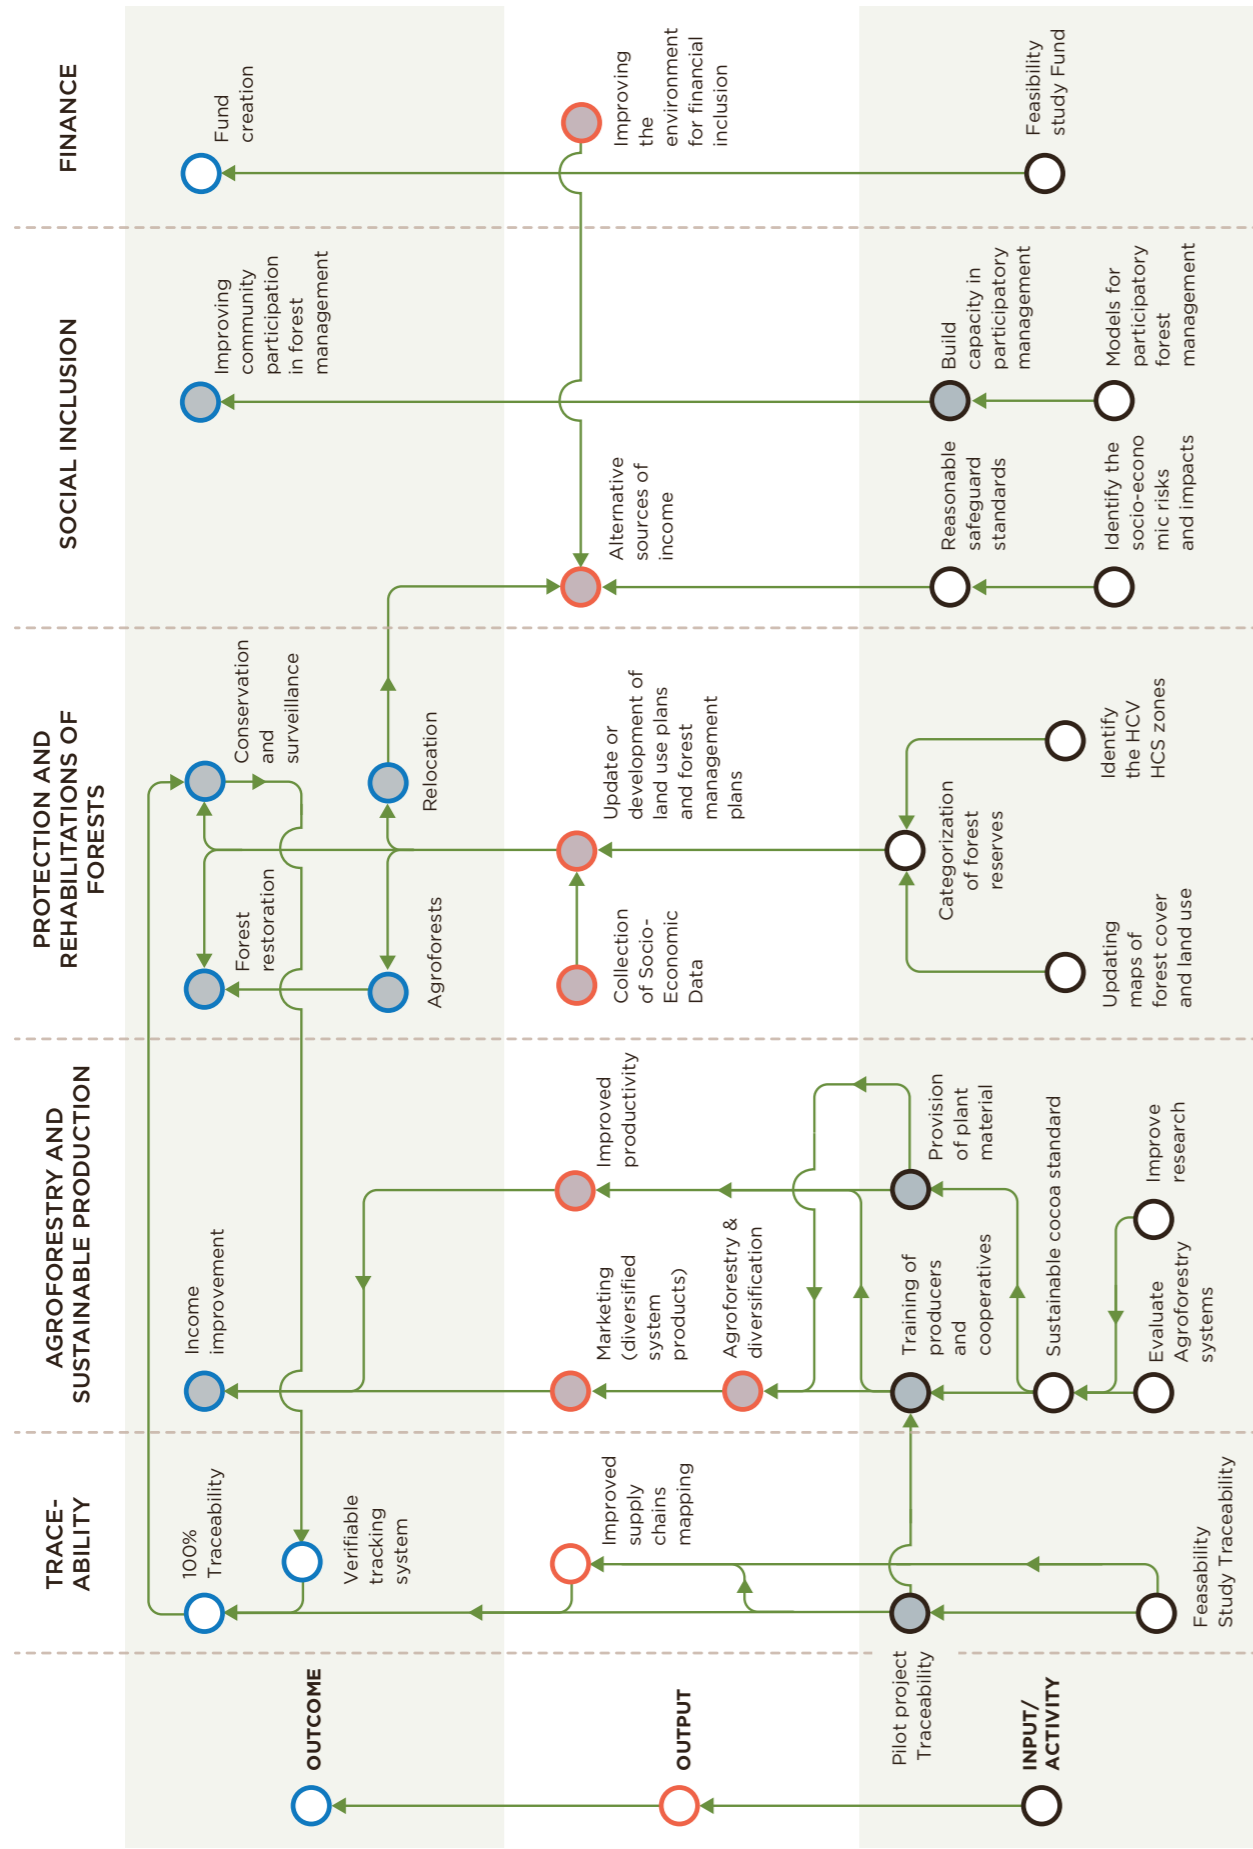 TRACE-
ABILITY
AGROFORESTRY AND
SUSTAINABLE PRODUCTION
PROTECTION AND
REHABILITATIONS OF
FORESTS
SOCIAL INCLUSION
FINANCE
OUTCOME
100%
Traceability
Verifiable
tracking
system
Income
improvement
Forest
restoration
Conservation
and
surveillance
Agroforests
Relocation
Improving
community
participation
in forest
management
Fund
creation
OUTPUT
Improved
supply
chains
mapping
Marketing
(diversified
system
products)
Improved
productivity
Agroforestry &
diversification
Collection
of Socio-
Economic
Data
Update or
development of
land use plans
and forest
management
plans
Alternative
sources of
income
Improving
the
environment
for financial
inclusion
INPUT/
ACTIVITY
Pilot project
Traceability
Feasability
Study Traceability
Training of
producers
and
cooperatives
Provision
of plant
material
Sustainable cocoa standard
Evaluate
Agroforestry
systems
Improve
research
Categorization
of forest
reserves
Updating
maps of
forest cover
and land use
Identify
the HCV
HCS zones
Reasonable
safeguard
standards
Build
capacity in
participatory
management
Identify the
socio-econo
mic risks
and impacts
Models for
participatory
forest
management
Feasibility
study Fund